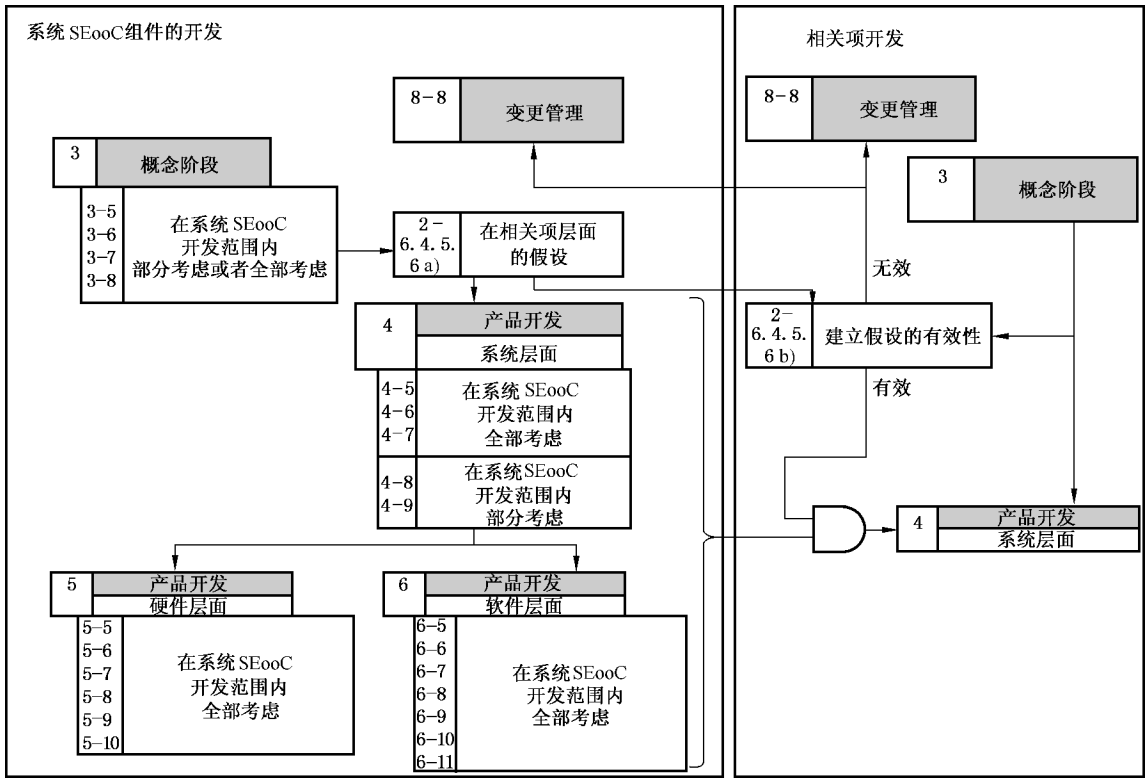 系统 SEooC组件的开发
8-8
变更管理
3
概念阶段
3-5
3-6
3-7
3-8
在系统 SEooC
开发范围内
部分考虑或者全部考虑
2-
6.4.5.
6 a)
在相关项层面
的假设
4
产品开发
系统层面
4-5
4-6
4-7
在系统 SEooC
开发范围内
全部考虑
4-8
4-9
在系统SEooC
开发范围内
部分考虑
5
产品开发
硬件层面
5-5
5-6
5-7
5-8
5-9
5-10
在系统 SEooC
开发范围内
全部考虑
6
产品开发
软件层面
6-5
6-6
6-7
6-8
6-9
6-10
6-11
在系统SEooC
开发范围内
全部考虑
相关项开发
8-8
变更管理
3
概念阶段
无效
2-
6.4.5.
6 b)
建立假设的有效性
有效
4
产品开发
系统层面